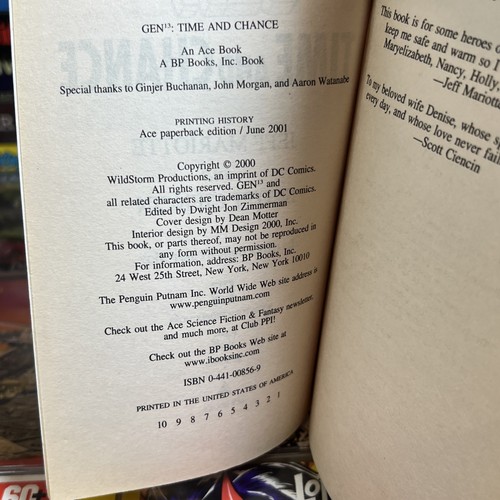 GEN¹³: TIME AND CHANCE
An Ace Book
A BP Books, Inc. Book
Special thanks to Ginjer Buchanan, John Morgan, and Aaron Watanabe
PRINTING HISTORY
Ace paperback edition / June 2001
Copyright © 2000
WildStorm Productions, an imprint of DC Comics.
All rights reserved. GEN¹³ and
all related characters are trademarks of DC Comics.
Edited by Dwight Jon Zimmerman
Cover design by Dean Motter
Interior design by MM Design 2000, Inc.
This book, or parts thereof, may not be reproduced in
any form without permission.
For information, address: BP Books, Inc.
24 West 25th Street, New York, New York 10010
The Penguin Putnam Inc. World Wide Web site address is
www.penguinputnam.com
Check out the Ace Science Fiction & Fantasy newsletter,
and much more, at Club PPI!
Check out the BP Books Web site at
www.ibooksinc.com
ISBN 0-441-00856-9
PRINTED IN THE UNITED STATES OF AMERICA
10 9 8 7 6 5 4 3 2 1
This book is for some heroes
keep me safe and warm so I
Maryelizabeth, Nancy, Holly,
—Jeff Mariott
To my beloved wife Denise, whose
every day, and whose love never fail
—Scott Ciencin